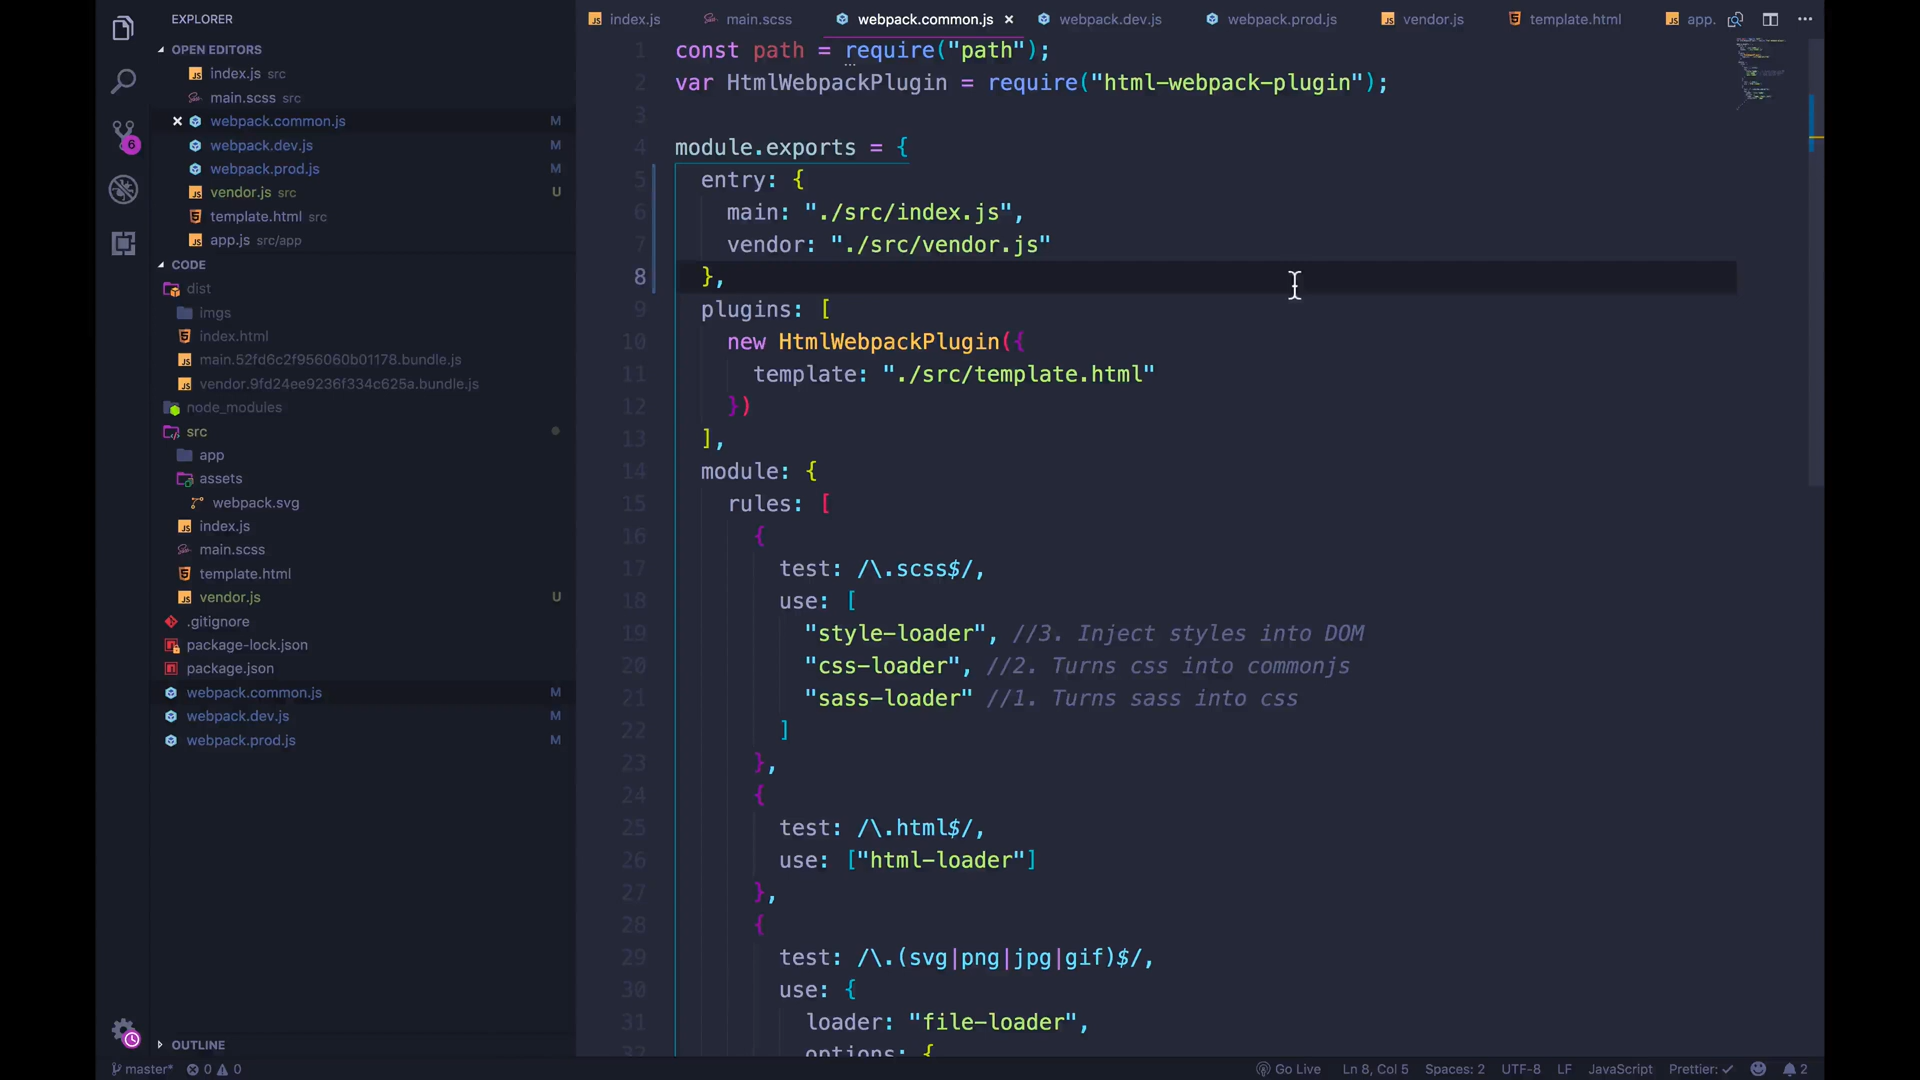 EXPLORER
OPEN EDITORS
index.js src
main.scss src
webpack.common.js M
webpack.dev.js M
webpack.prod.js M
vendor.js src U
template.html src
app.js src/app
CODE
dist
imgs
index.html
main.52fd6c2f956060b01178.bundle.js
vendor.9fd24ee9236f334c625a.bundle.js
node_modules
src
app
assets
webpack.svg
index.js
main.scss
template.html
vendor.js U
.gitignore
package-lock.json
package.json
webpack.common.js M
webpack.dev.js M
webpack.prod.js M
OUTLINE
6
index.js main.scss webpack.common.js webpack.dev.js webpack.prod.js vendor.js template.html app.
1 const path = require("path");
2 var HtmlWebpackPlugin = require("html-webpack-plugin");
3
4 module.exports = {
5 entry: {
6 main: "./src/index.js",
7 vendor: "./src/vendor.js"
8 },
9 plugins: [
10 new HtmlWebpackPlugin({
11 template: "./src/template.html"
12 })
13 ],
14 module: {
15 rules: [
16 {
17 test: /\.scss$/,
18 use: [
19 "style-loader", //3. Inject styles into DOM
20 "css-loader", //2. Turns css into commonjs
21 "sass-loader" //1. Turns sass into css
22 ]
23 },
24 {
25 test: /\.html$/,
26 use: ["html-loader"]
27 },
28 {
29 test: /\.(svg|png|jpg|gif)$/,
30 use: {
31 loader: "file-loader",
32 options: {
master* 0 0 Go Live Ln 8, Col 5 Spaces: 2 UTF-8 LF JavaScript Prettier: ✓ 2